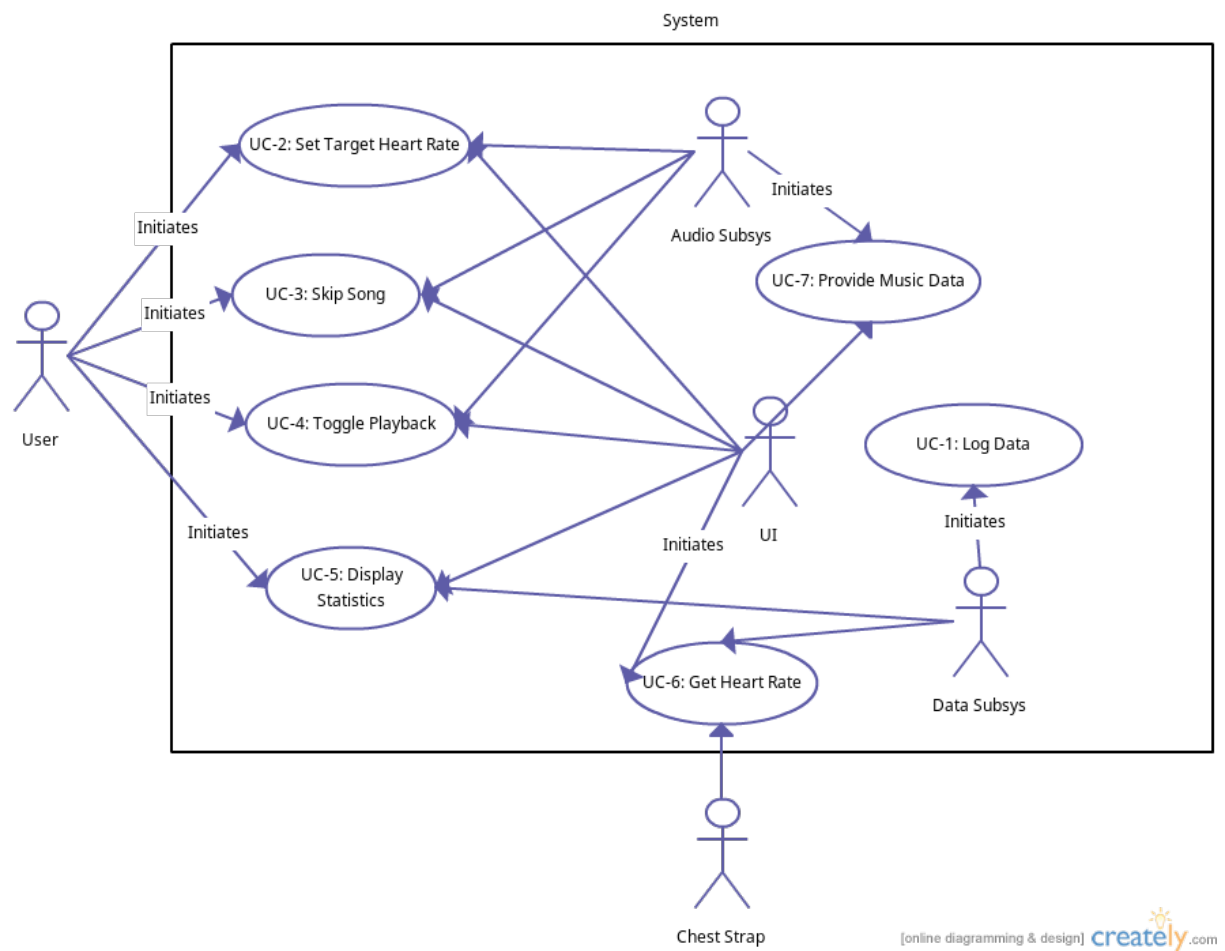 System
UC-2: Set Target Heart Rate
Initiates
Audio Subsys
Initiates
UC-7: Provide Music Data
UC-3: Skip Song
Initiates
User
Initiates
UC-4: Toggle Playback
UC-1: Log Data
Initiates
UI
Initiates
Initiates
UC-5: Display
Statistics
UC-6: Get Heart Rate
Data Subsys
Chest Strap
[online diagramming & design] creately.com